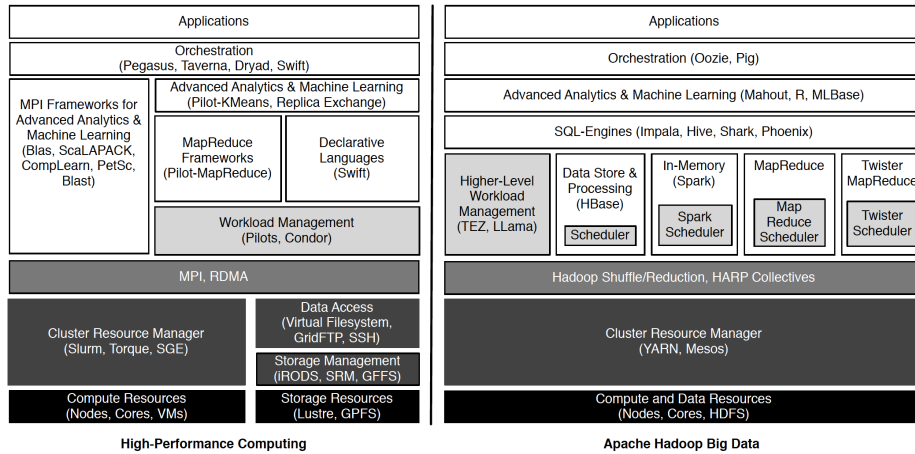 Applications
Orchestration
(Pegasus, Taverna, Dryad, Swift)
MPI Frameworks for
Advanced Analytics &
Machine Learning
(Blas, ScaLAPACK,
CompLearn, PetSc,
Blast)
Advanced Analytics & Machine Learning
(Pilot-KMeans, Replica Exchange)
MapReduce
Frameworks
(Pilot-MapReduce)
Declarative
Languages
(Swift)
Workload Management
(Pilots, Condor)
MPI, RDMA
Cluster Resource Manager
(Slurm, Torque, SGE)
Data Access
(Virtual Filesystem,
GridFTP, SSH)
Storage Management
(iRODS, SRM, GFFS)
Compute Resources
(Nodes, Cores, VMs)
Storage Resources
(Lustre, GPFS)
High-Performance Computing
Applications
Orchestration (Oozie, Pig)
Advanced Analytics & Machine Learning (Mahout, R, MLBase)
SQL-Engines (Impala, Hive, Shark, Phoenix)
Higher-Level
Workload
Management
(TEZ, LLama)
Data Store &
Processing
(HBase)
Scheduler
In-Memory
(Spark)
Spark
Scheduler
MapReduce
Map
Reduce
Scheduler
Twister
MapReduce
Twister
Scheduler
Hadoop Shuffle/Reduction, HARP Collectives
Cluster Resource Manager
(YARN, Mesos)
Compute and Data Resources
(Nodes, Cores, HDFS)
Apache Hadoop Big Data